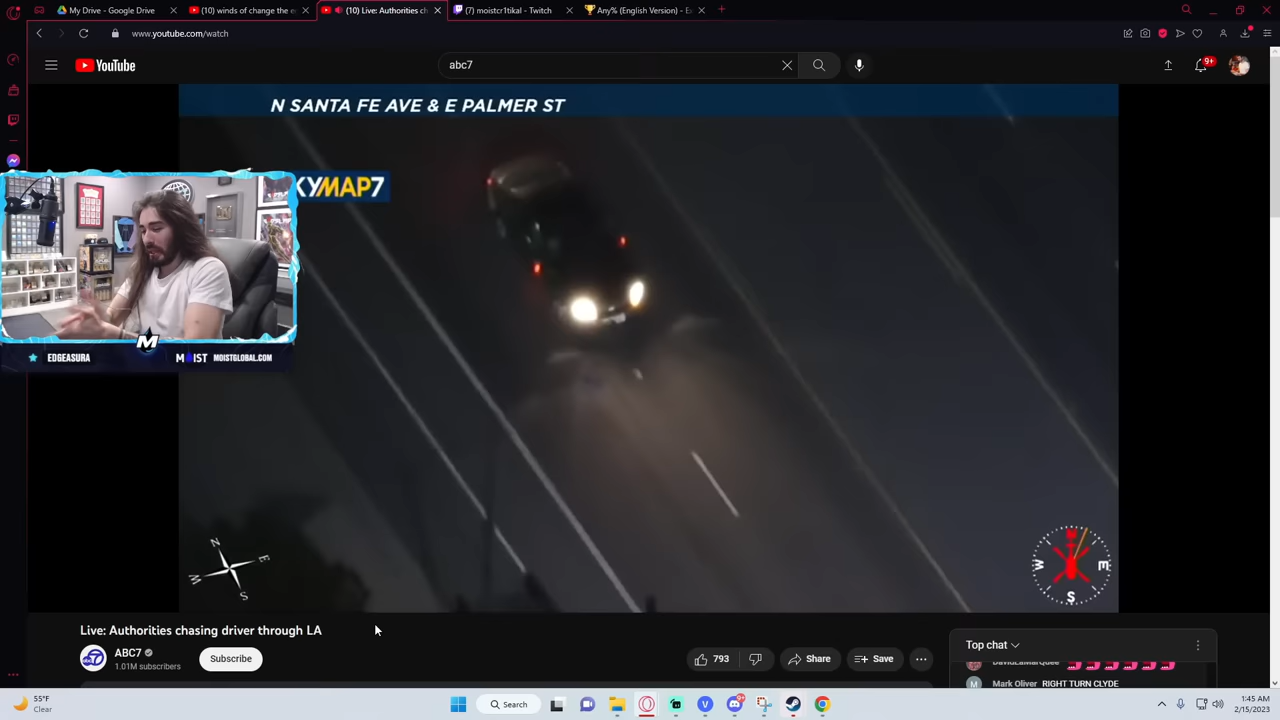 My Drive - Google Drive
(10) winds of change the e
(10) Live: Authorities c
(7) moistcr1tikal - Twitch
Any% (English Version) - E
www.youtube.com/watch
YouTube
abc7
9+
N SANTA FE AVE & E PALMER ST
KYMAP7
EDGEASURA
M
MOIST
MOISTGLOBAL.COM
N
E
W
S
W
E
S
Live: Authorities chasing driver through LA
ABC7
1.01M subscribers
Subscribe
793
Share
Save
Top chat
DavidLaMarQuee
Mark Oliver RIGHT TURN CLYDE
55°F
Clear
Search
1:45 AM
2/15/2023